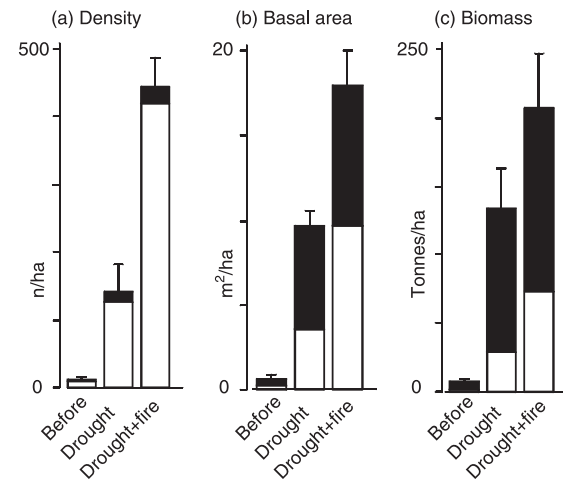 (a) Density
500
n/ha
0
Before
Drought
Drought+fire
(b) Basal area
20
m²/ha
0
Before
Drought
Drought+fire
(c) Biomass
250
Tonnes/ha
0
Before
Drought
Drought+fire